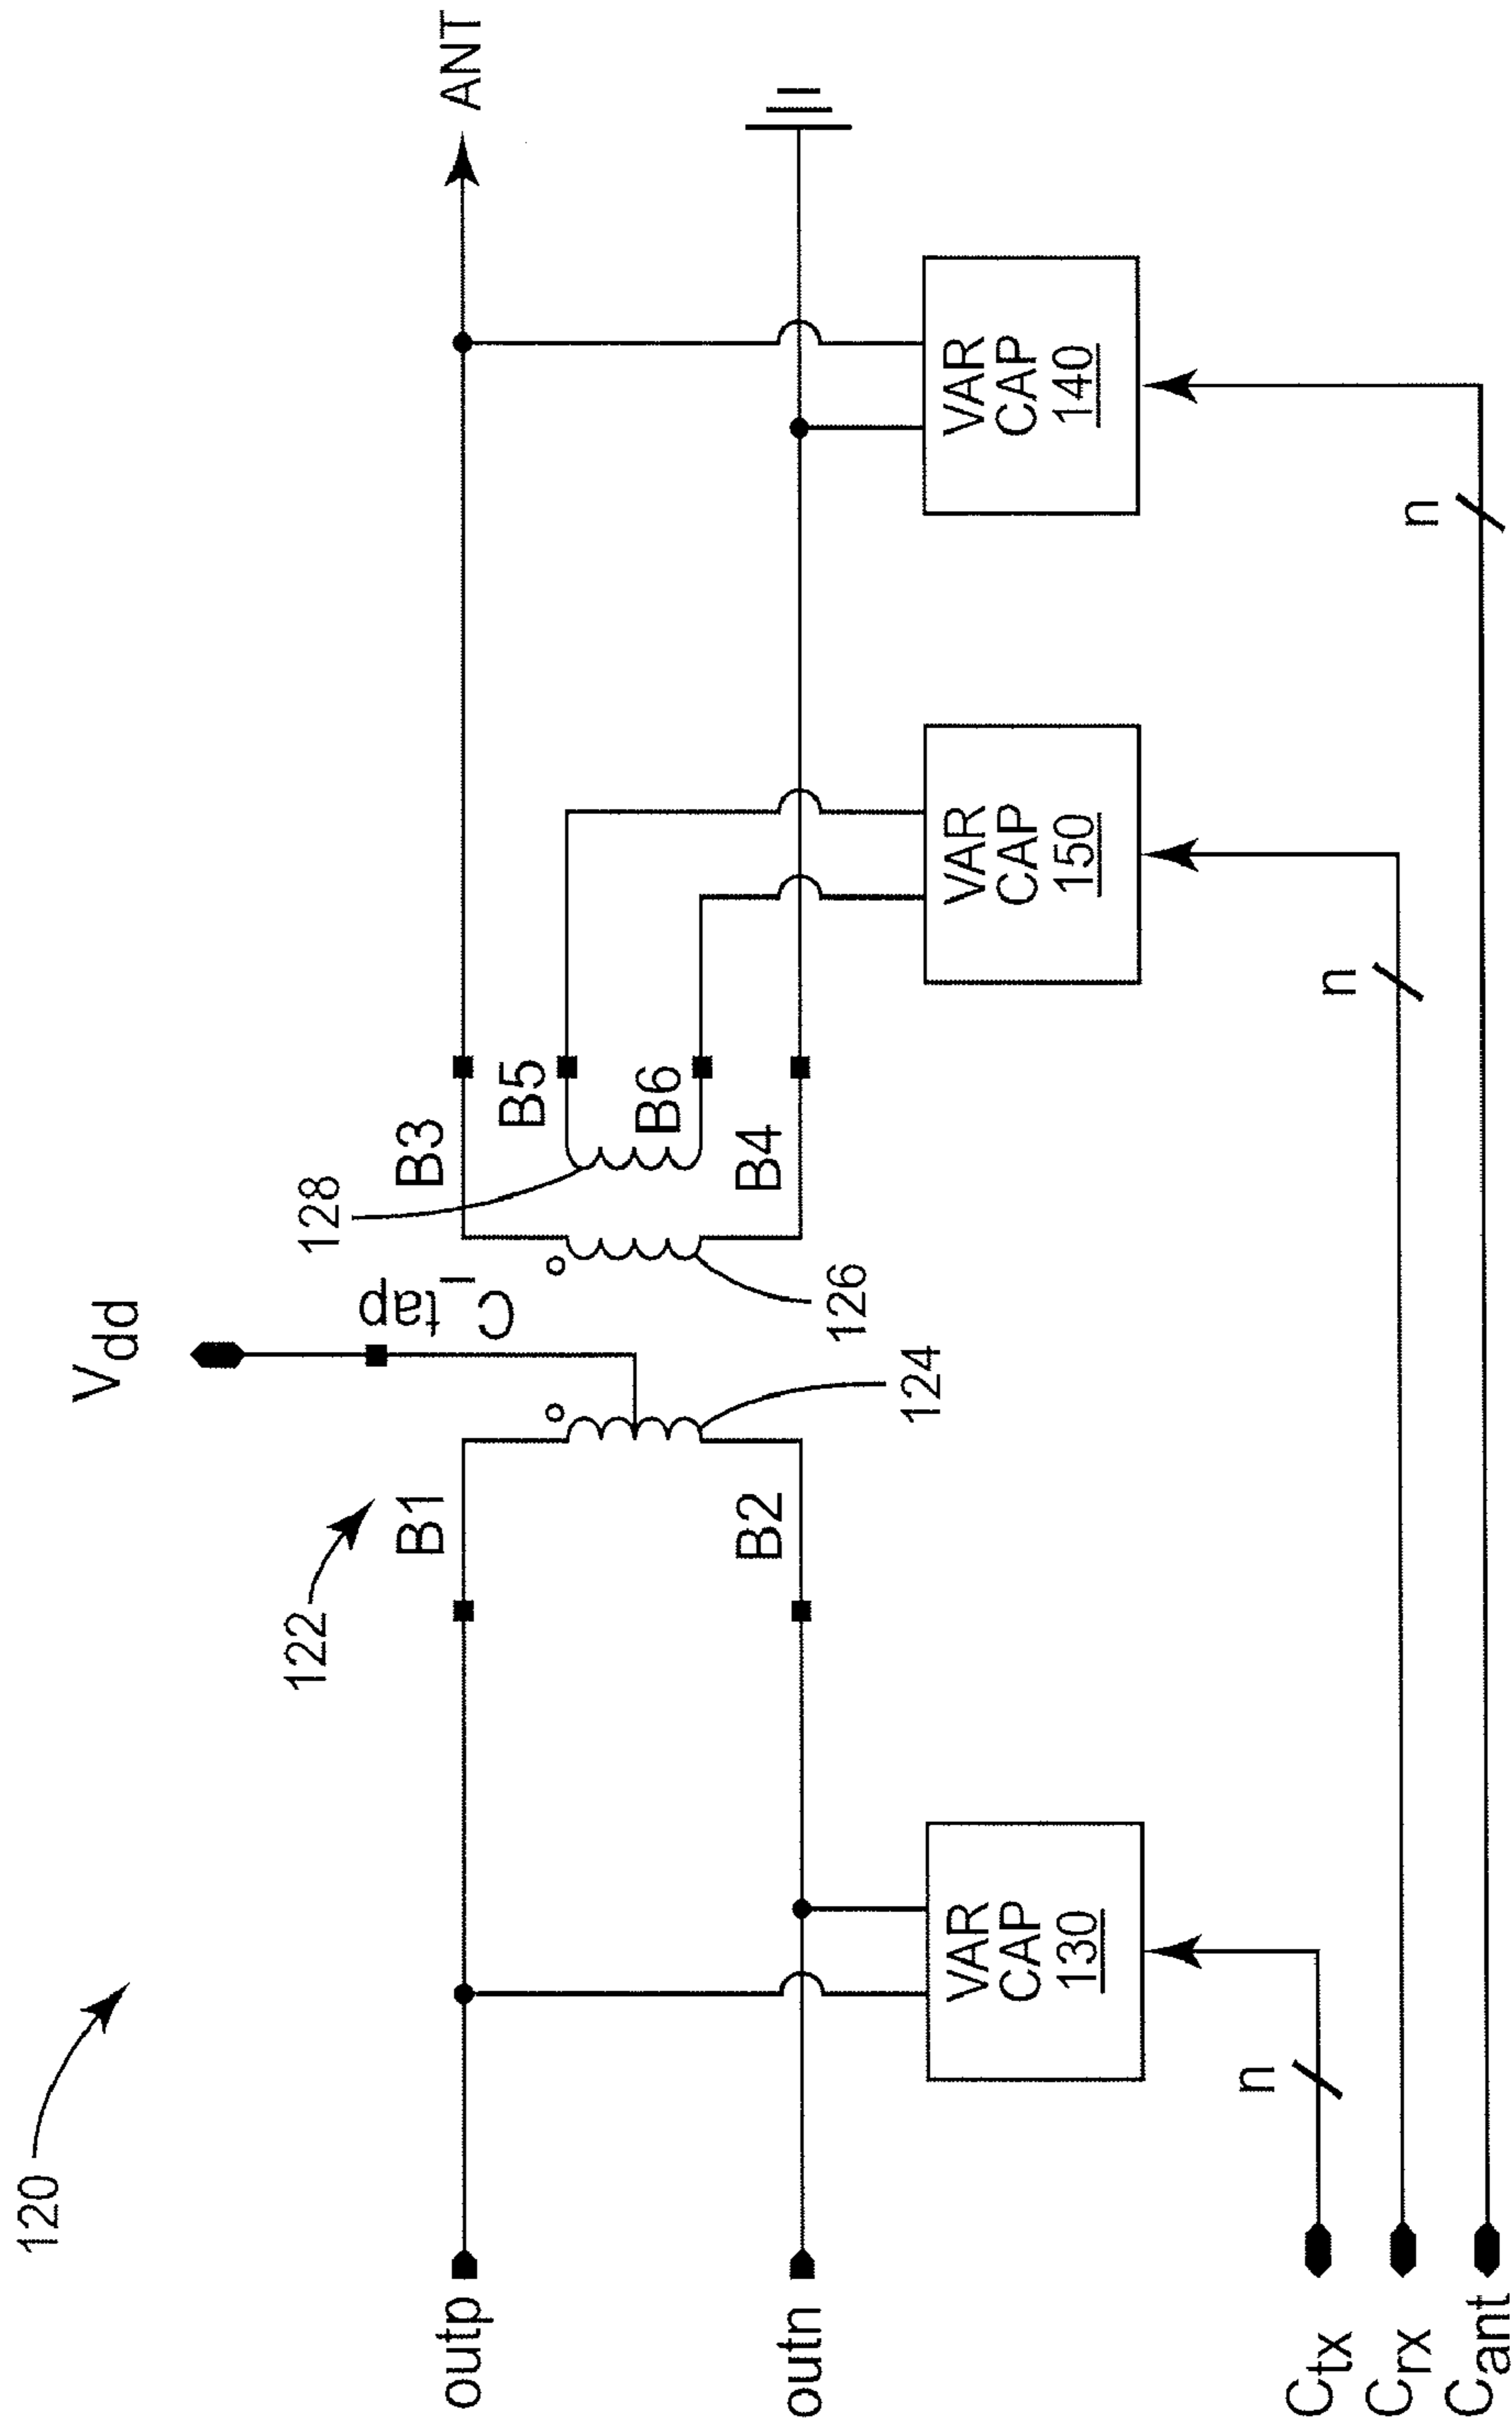 120
V_dd
ANT
C_tap
122
128
B1
B3
B5
B6
B2
B4
outp
outn
124
126
VAR
CAP
130
VAR
CAP
150
VAR
CAP
140
n
n
n
Ctx
Crx
Cant